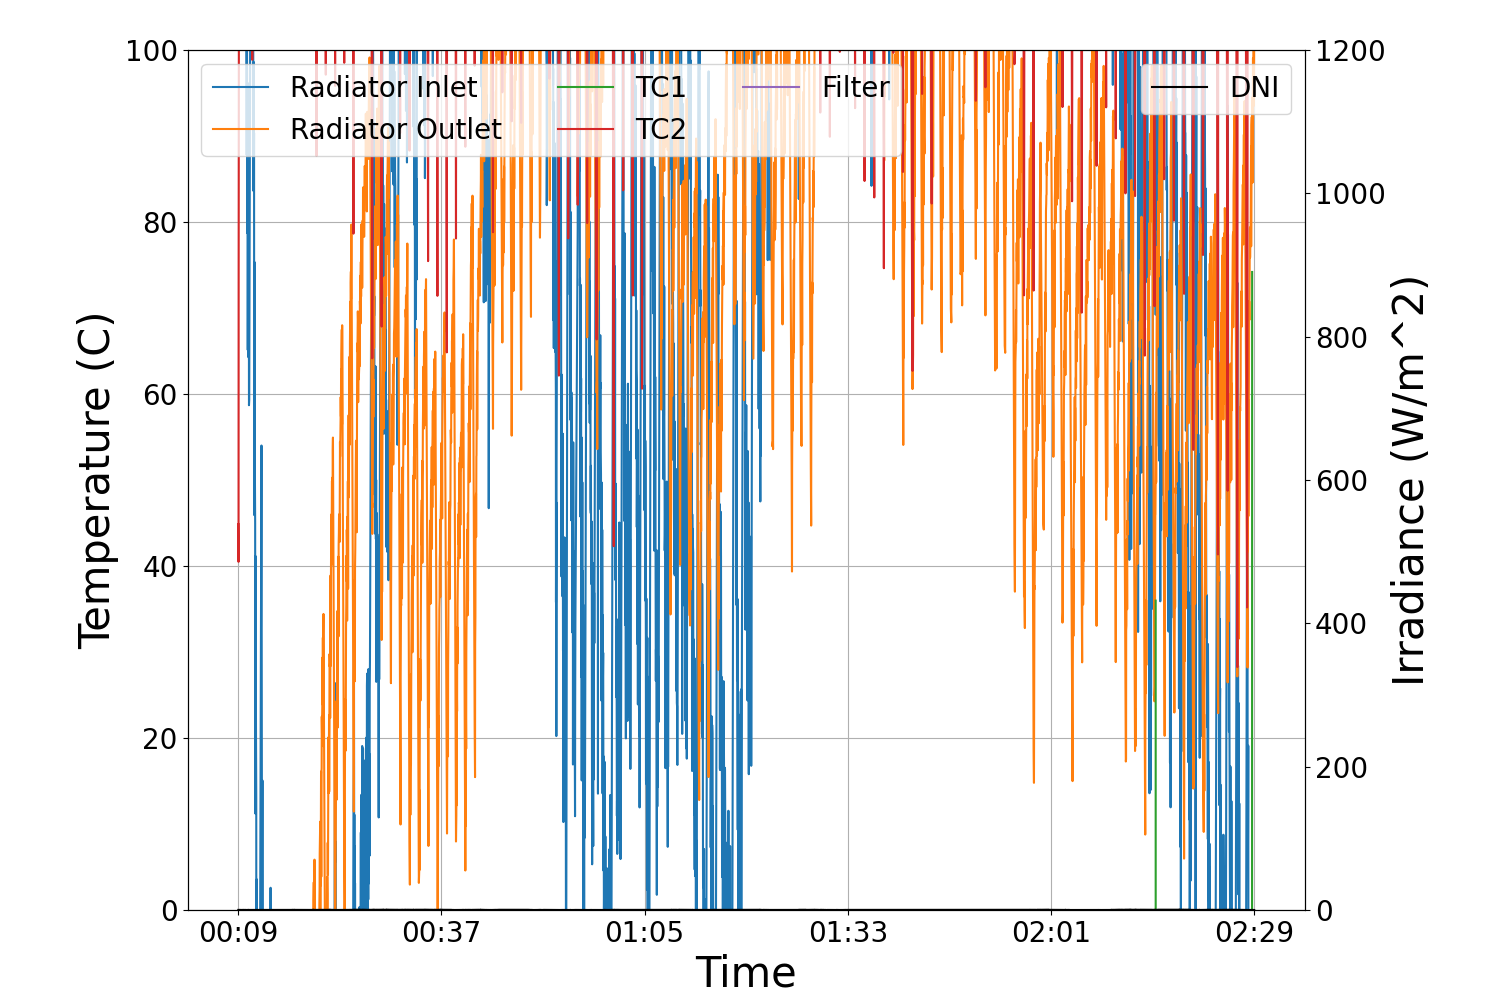 Radiator Inlet
Radiator Outlet
TC1
TC2
Filter
DNI
Temperature (C)
100
80
60
40
20
0
Irradiance (W/m^2)
1200
1000
800
600
400
200
0
00:09 00:37 01:05 01:33 02:01 02:29
Time